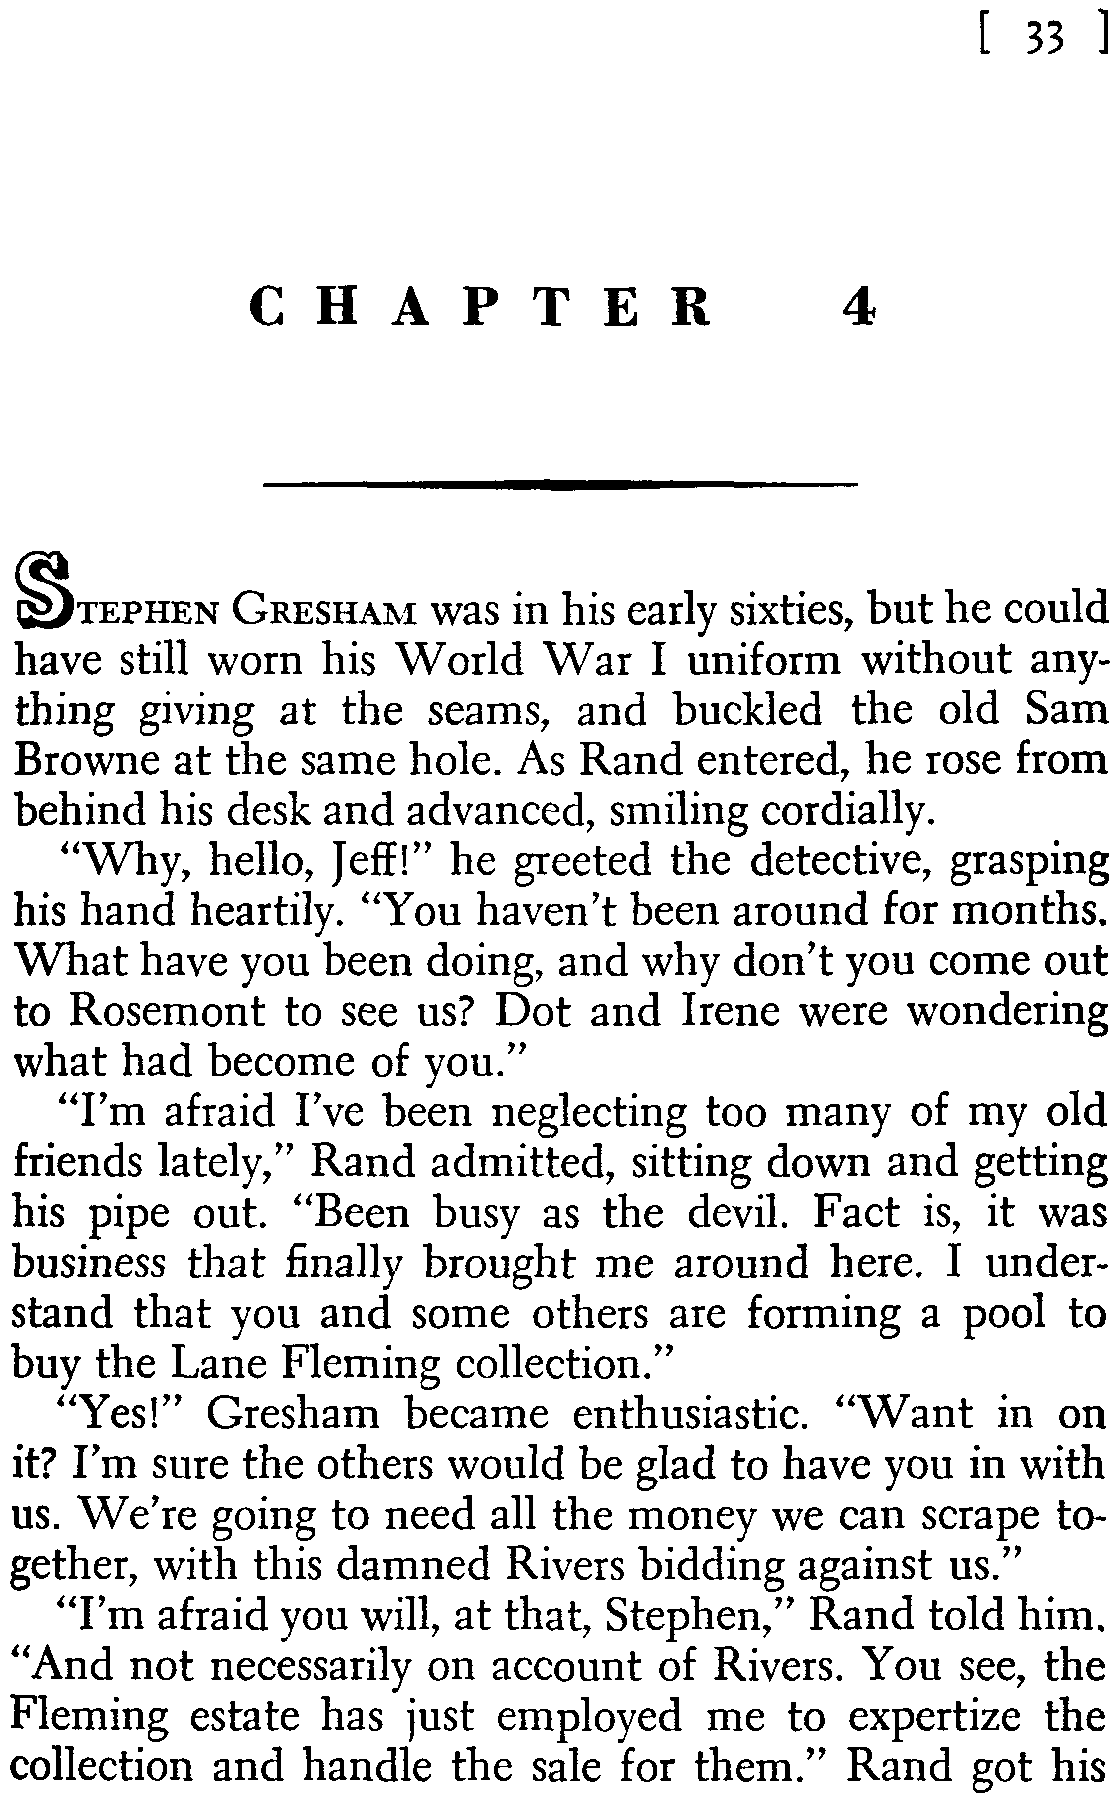 [ 33 ]
CHAPTER 4
STEPHEN GRESHAM was in his early sixties, but he could
have still worn his World War I uniform without any-
thing giving at the seams, and buckled the old Sam
Browne at the same hole. As Rand entered, he rose from
behind his desk and advanced, smiling cordially.
“Why, hello, Jeff!” he greeted the detective, grasping
his hand heartily. “You haven’t been around for months.
What have you been doing, and why don’t you come out
to Rosemont to see us? Dot and Irene were wondering
what had become of you.”
“I’m afraid I’ve been neglecting too many of my old
friends lately,” Rand admitted, sitting down and getting
his pipe out. “Been busy as the devil. Fact is, it was
business that finally brought me around here. I under-
stand that you and some others are forming a pool to
buy the Lane Fleming collection.”
“Yes!” Gresham became enthusiastic. “Want in on
it? I’m sure the others would be glad to have you in with
us. We’re going to need all the money we can scrape to-
gether, with this damned Rivers bidding against us.”
“I’m afraid you will, at that, Stephen,” Rand told him.
“And not necessarily on account of Rivers. You see, the
Fleming estate has just employed me to expertize the
collection and handle the sale for them.” Rand got his